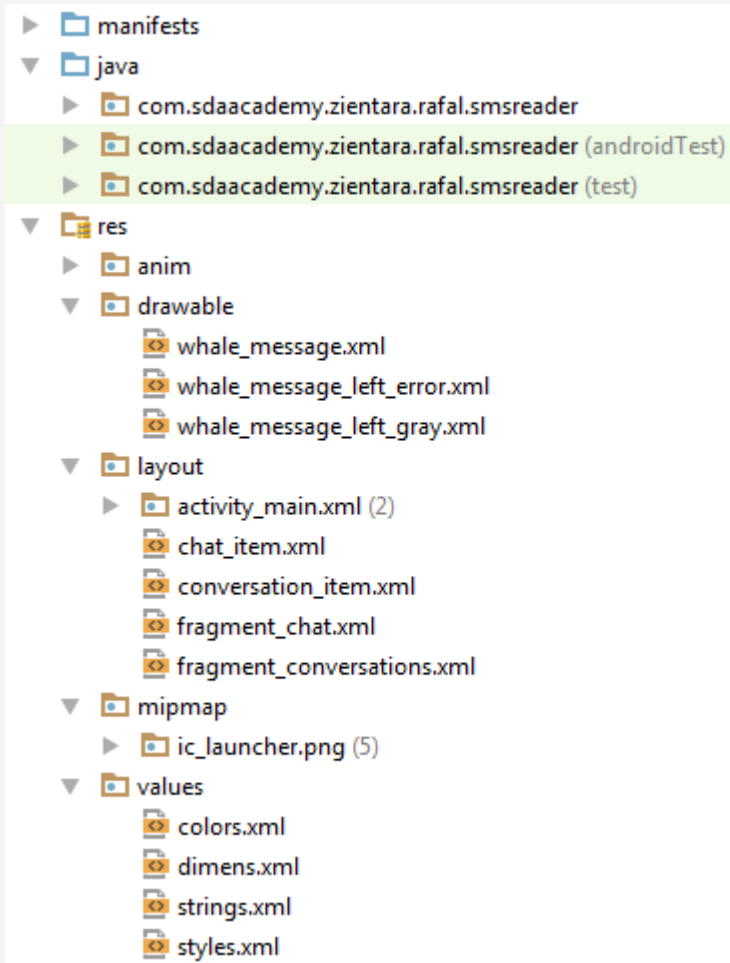 manifests
java
com.sdaacademy.zientara.rafal.smsreader
com.sdaacademy.zientara.rafal.smsreader (androidTest)
com.sdaacademy.zientara.rafal.smsreader (test)
res
anim
drawable
whale_message.xml
whale_message_left_error.xml
whale_message_left_gray.xml
layout
activity_main.xml (2)
chat_item.xml
conversation_item.xml
fragment_chat.xml
fragment_conversations.xml
mipmap
ic_launcher.png (5)
values
colors.xml
dimens.xml
strings.xml
styles.xml